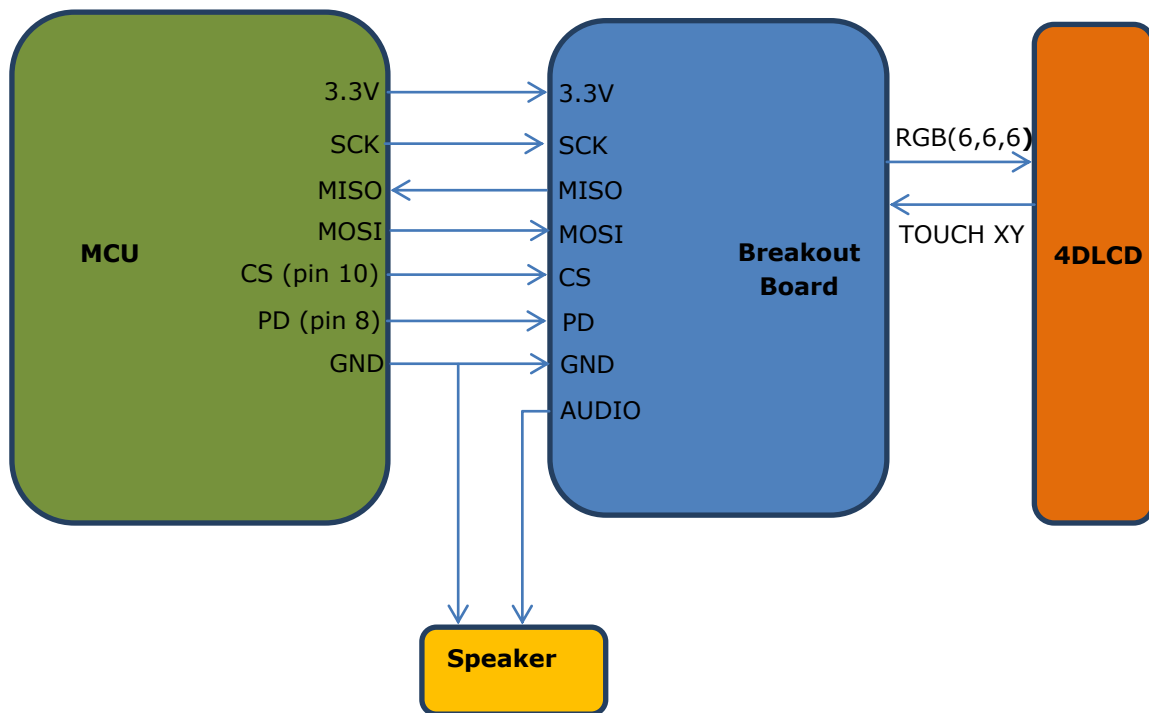 MCU
3.3V
SCK
MISO
MOSI
CS (pin 10)
PD (pin 8)
GND
3.3V
SCK
MISO
MOSI
CS
PD
GND
AUDIO
Breakout
Board
RGB(6,6,6)
TOUCH XY
4DLCD
Speaker